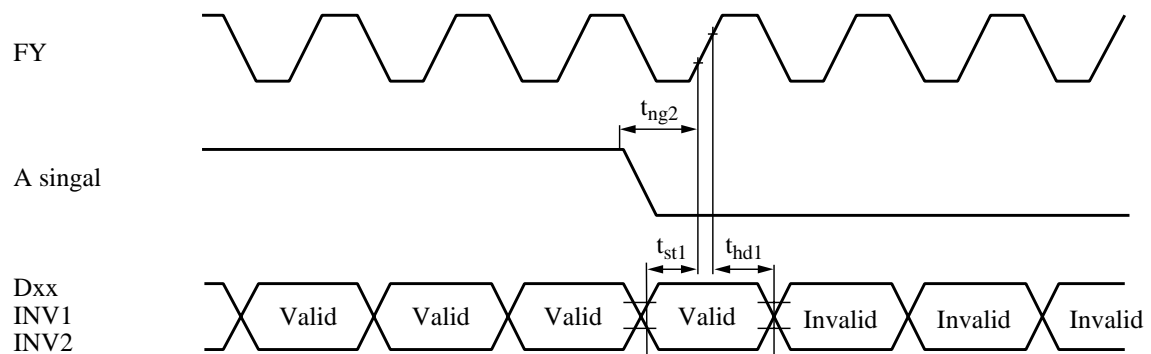 FY
tng2
A singal
tst1 thd1
Dxx
INV1 Valid Valid Valid Valid Invalid Invalid Invalid
INV2